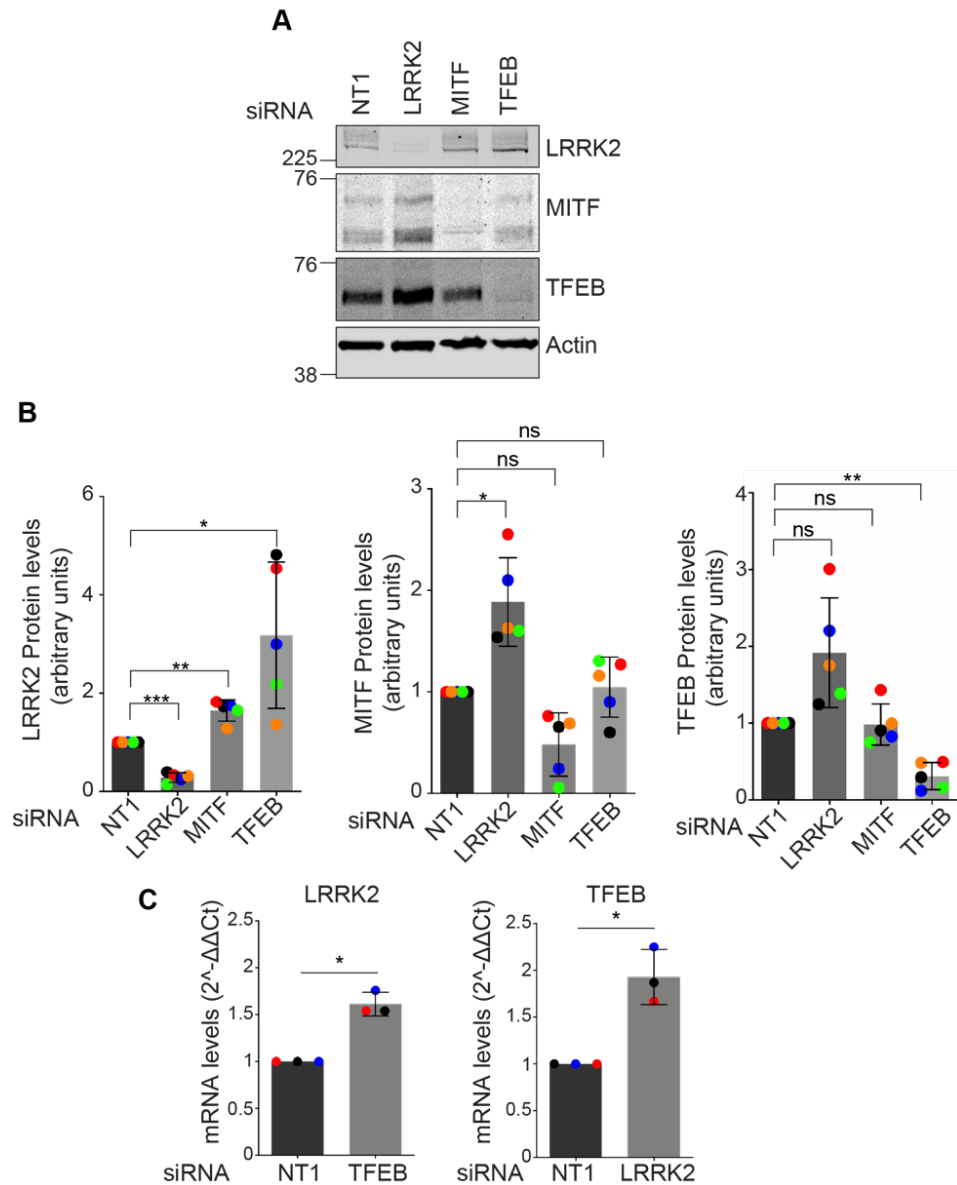 A
siRNA NT1 LRRK2 MITF TFEB
225 LRRK2
76
MITF
76
TFEB
Actin
38
B
LRRK2 Protein levels
(arbitrary units)
6
4
2
0
*
**
***
siRNA NT1 LRRK2 MITF TFEB
MITF Protein levels
(arbitrary units)
3
2
1
0
ns
ns
*
siRNA NT1 LRRK2 MITF TFEB
TFEB Protein levels
(arbitrary units)
4
3
2
1
0
**
ns
ns
siRNA NT1 LRRK2 MITF TFEB
C
LRRK2
mRNA levels (2^-ΔΔCt)
2.5
2
1.5
1
0.5
0
*
siRNA NT1 TFEB
TFEB
mRNA levels (2^-ΔΔCt)
2.5
2
1.5
1
0.5
0
*
siRNA NT1 LRRK2